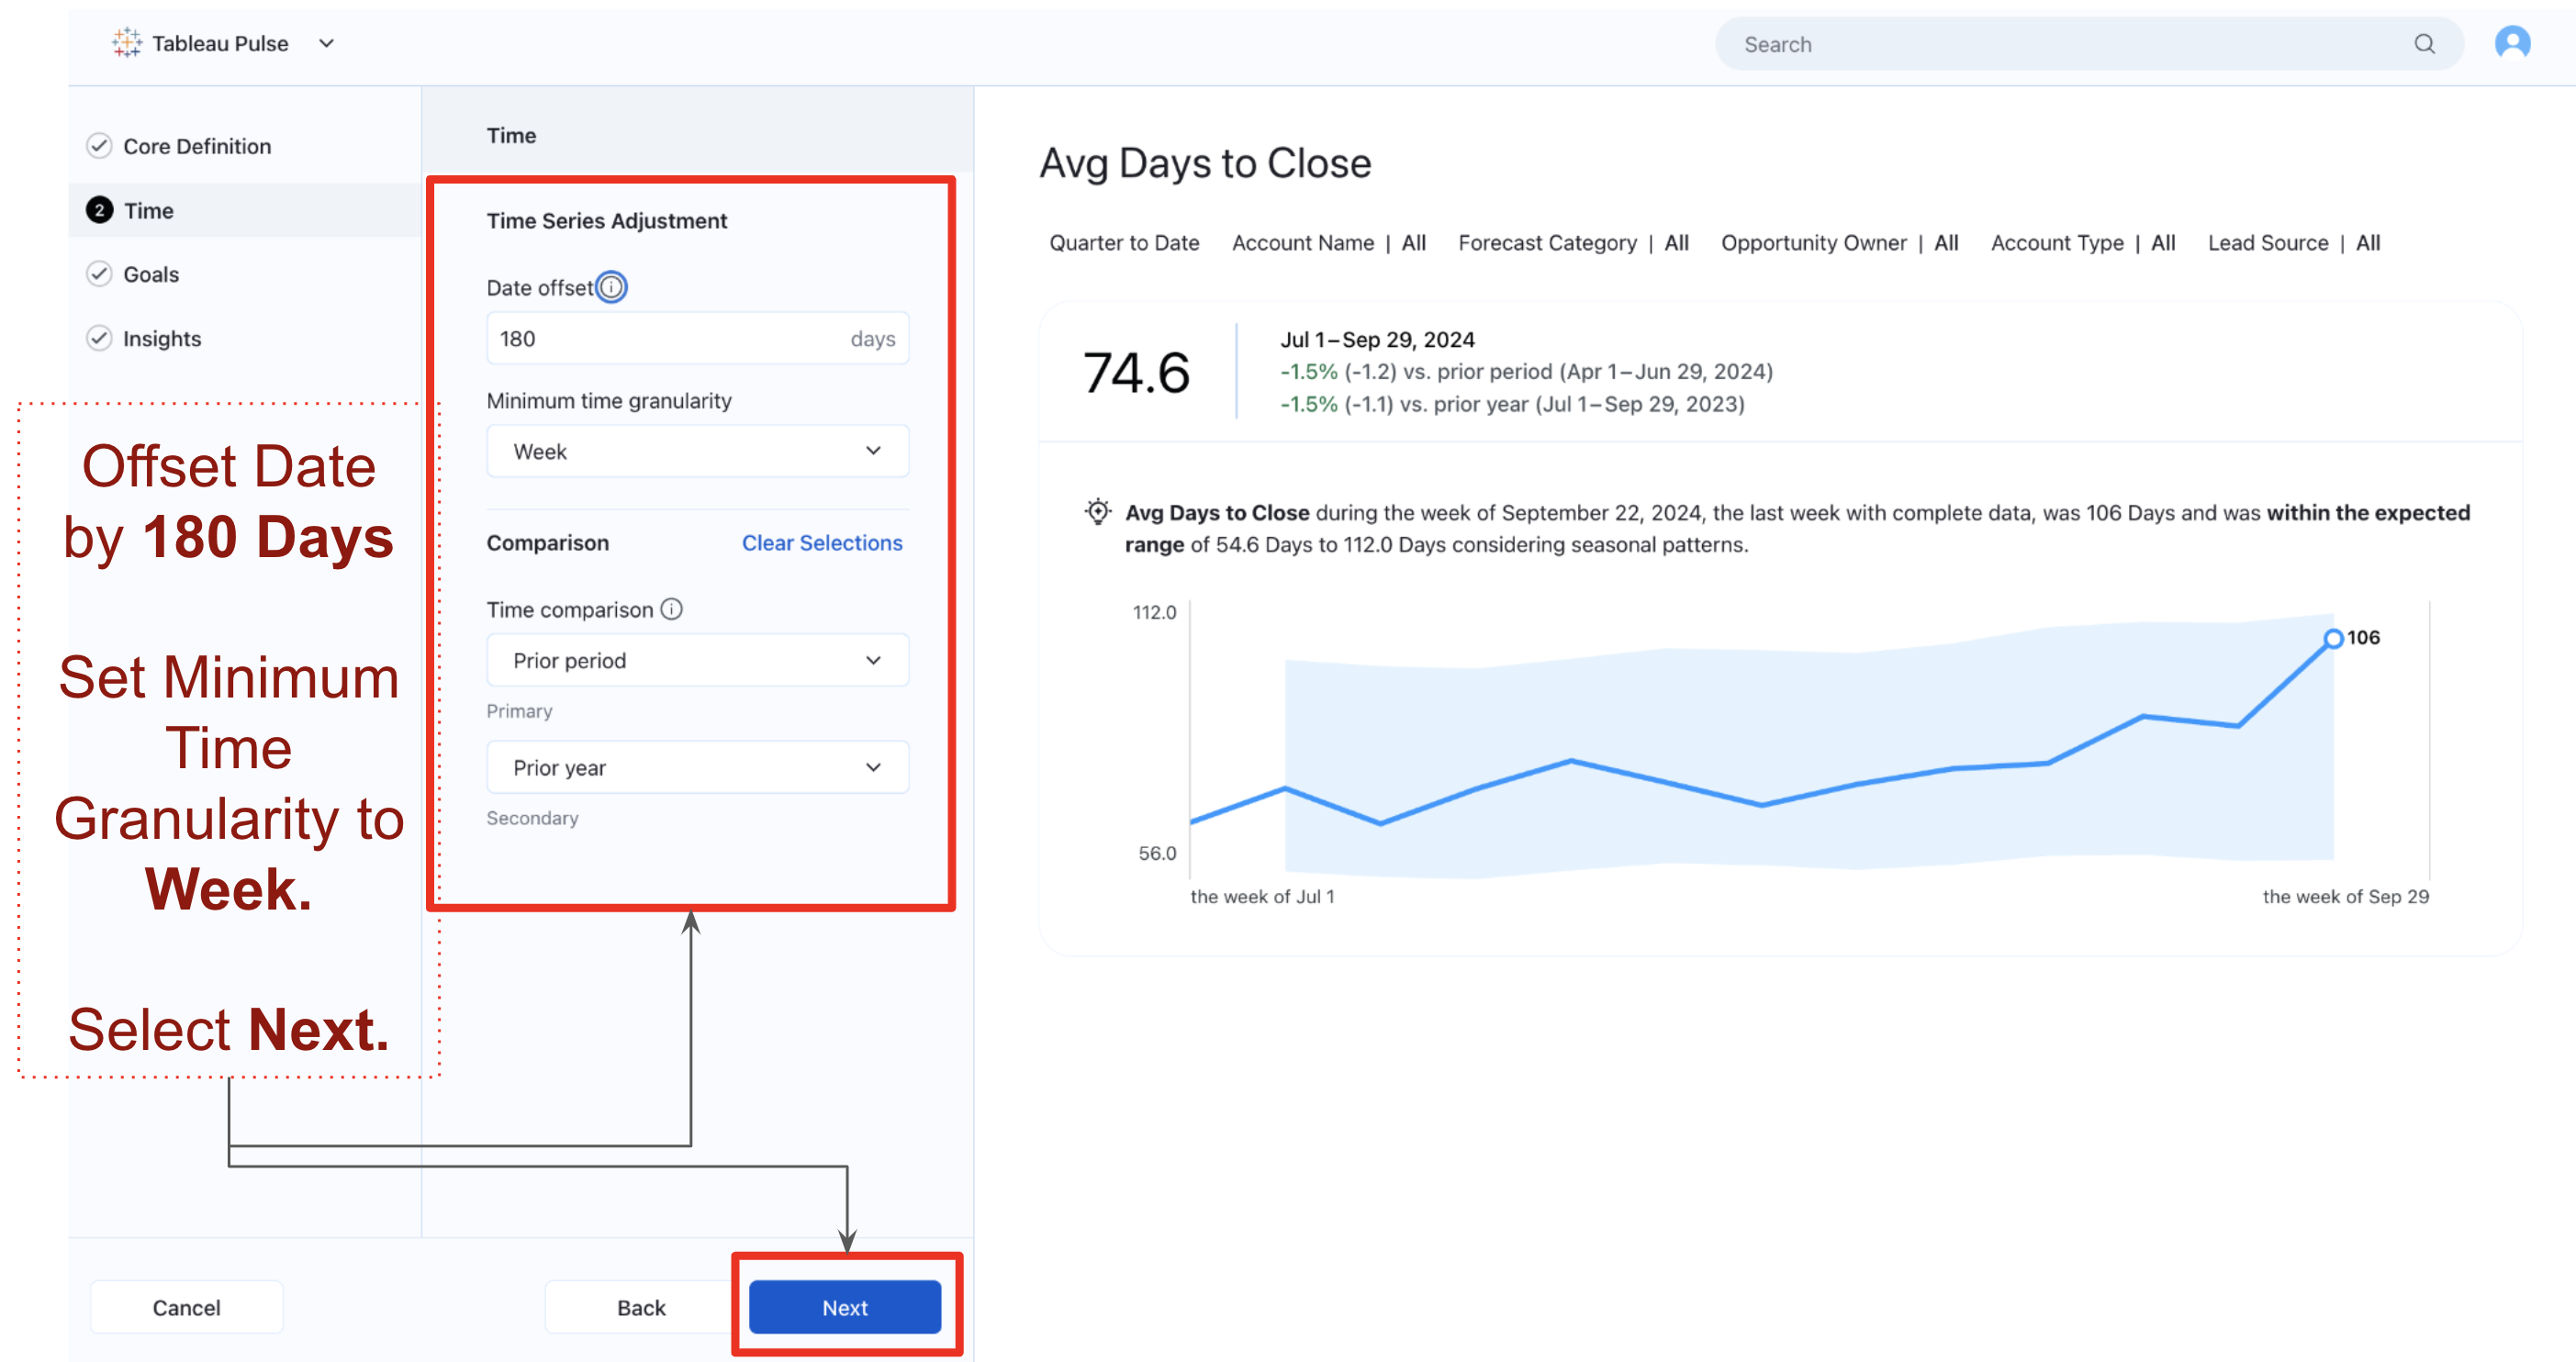 Tableau Pulse
Search
Core Definition
2 Time
Goals
Insights
Offset Date
by 180 Days
Set Minimum
Time
Granularity to
Week.
Select Next.
Time
Time Series Adjustment
Date offset
180 days
Minimum time granularity
Week
Comparison Clear Selections
Time comparison
Prior period
Primary
Prior year
Secondary
Cancel
Back
Next
Avg Days to Close
Quarter to Date Account Name | All Forecast Category | All Opportunity Owner | All Account Type | All Lead Source | All
74.6
Jul 1–Sep 29, 2024
-1.5% (-1.2) vs. prior period (Apr 1–Jun 29, 2024)
-1.5% (-1.1) vs. prior year (Jul 1–Sep 29, 2023)
Avg Days to Close during the week of September 22, 2024, the last week with complete data, was 106 Days and was within the expected
range of 54.6 Days to 112.0 Days considering seasonal patterns.
112.0
106
56.0
the week of Jul 1
the week of Sep 29